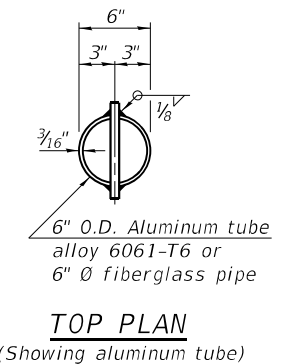 6"
3" 3"
1/8
3/16"
6" O.D. Aluminum tube
alloy 6061-T6 or
6" Ø fiberglass pipe
TOP PLAN
(Showing aluminum tube)